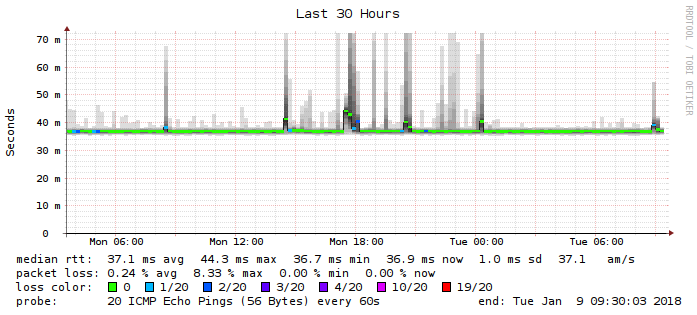 Last 30 Hours
RRDTOOL / TOBI OETIKER
Seconds
70 m
60 m
50 m
40 m
30 m
20 m
10 m
0
Mon 06:00 Mon 12:00 Mon 18:00 Tue 00:00 Tue 06:00
median rtt: 37.1 ms avg 44.3 ms max 36.7 ms min 36.9 ms now 1.0 ms sd 37.1 am/s
packet loss: 0.24 % avg 8.33 % max 0.00 % min 0.00 % now
loss color: 0 1/20 2/20 3/20 4/20 10/20 19/20
probe: 20 ICMP Echo Pings (56 Bytes) every 60s end: Tue Jan 9 09:30:03 2018